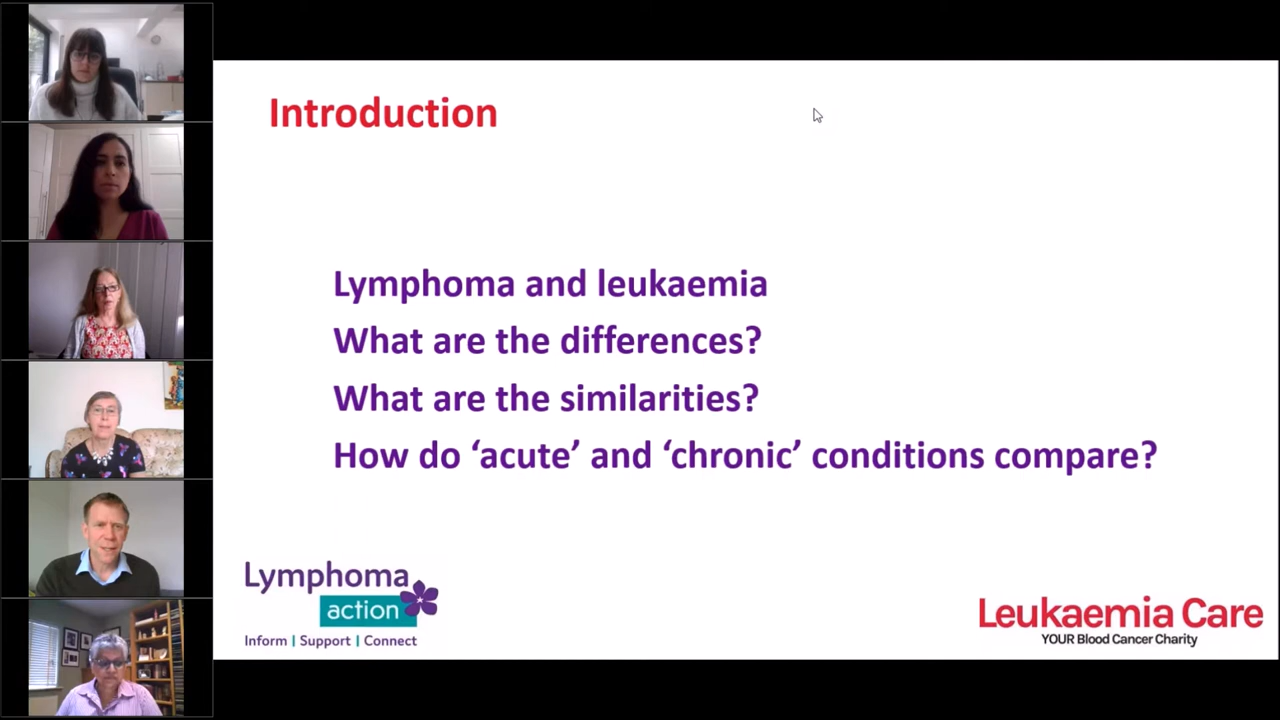 Introduction
Lymphoma and leukaemia
What are the differences?
What are the similarities?
How do ‘acute’ and ‘chronic’ conditions compare?
Lymphoma
action
Inform | Support | Connect
Leukaemia Care
YOUR Blood Cancer Charity